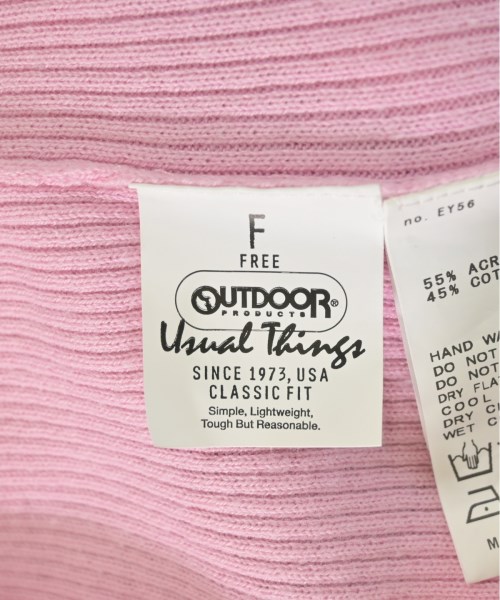 F
FREE
OUTDOOR®
PRODUCTS
Usual Things
SINCE 1973, USA
CLASSIC FIT
Simple, Lightweight,
Tough But Reasonable.
no. EY56
55% ACR
45% COT
HAND WA
DO NOT
DO NOT
DRY FLA
COOL
DRY C
WET C
M